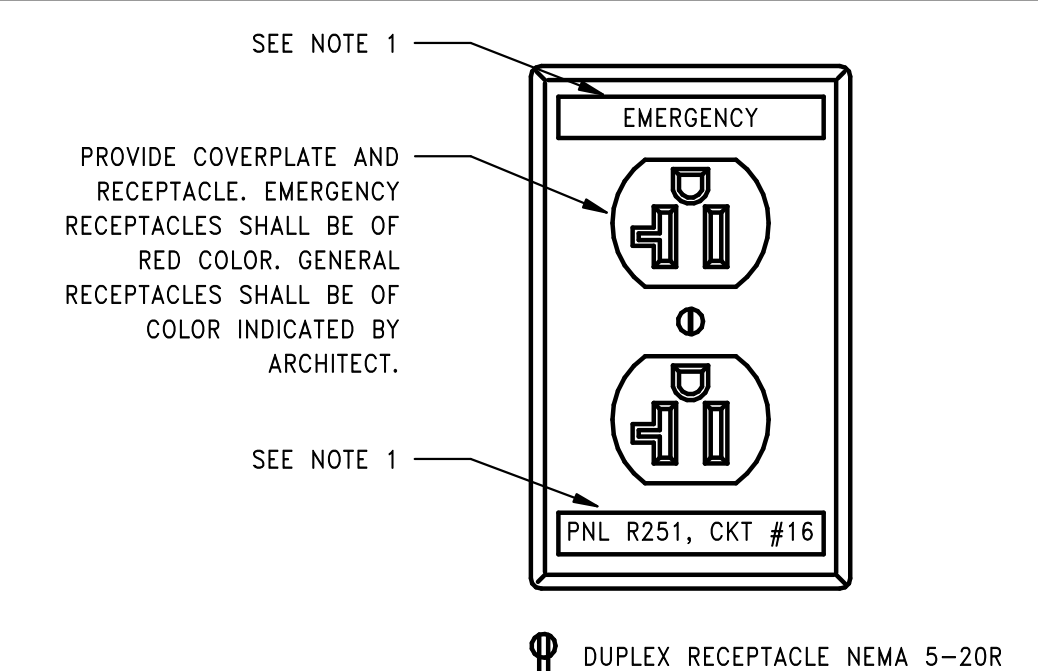 SEE NOTE 1
EMERGENCY
PROVIDE COVERPLATE AND
RECEPTACLE. EMERGENCY
RECEPTACLES SHALL BE OF
RED COLOR. GENERAL
RECEPTACLES SHALL BE OF
COLOR INDICATED BY
ARCHITECT.
SEE NOTE 1
PNL R251, CKT #16
DUPLEX RECEPTACLE NEMA 5-20R